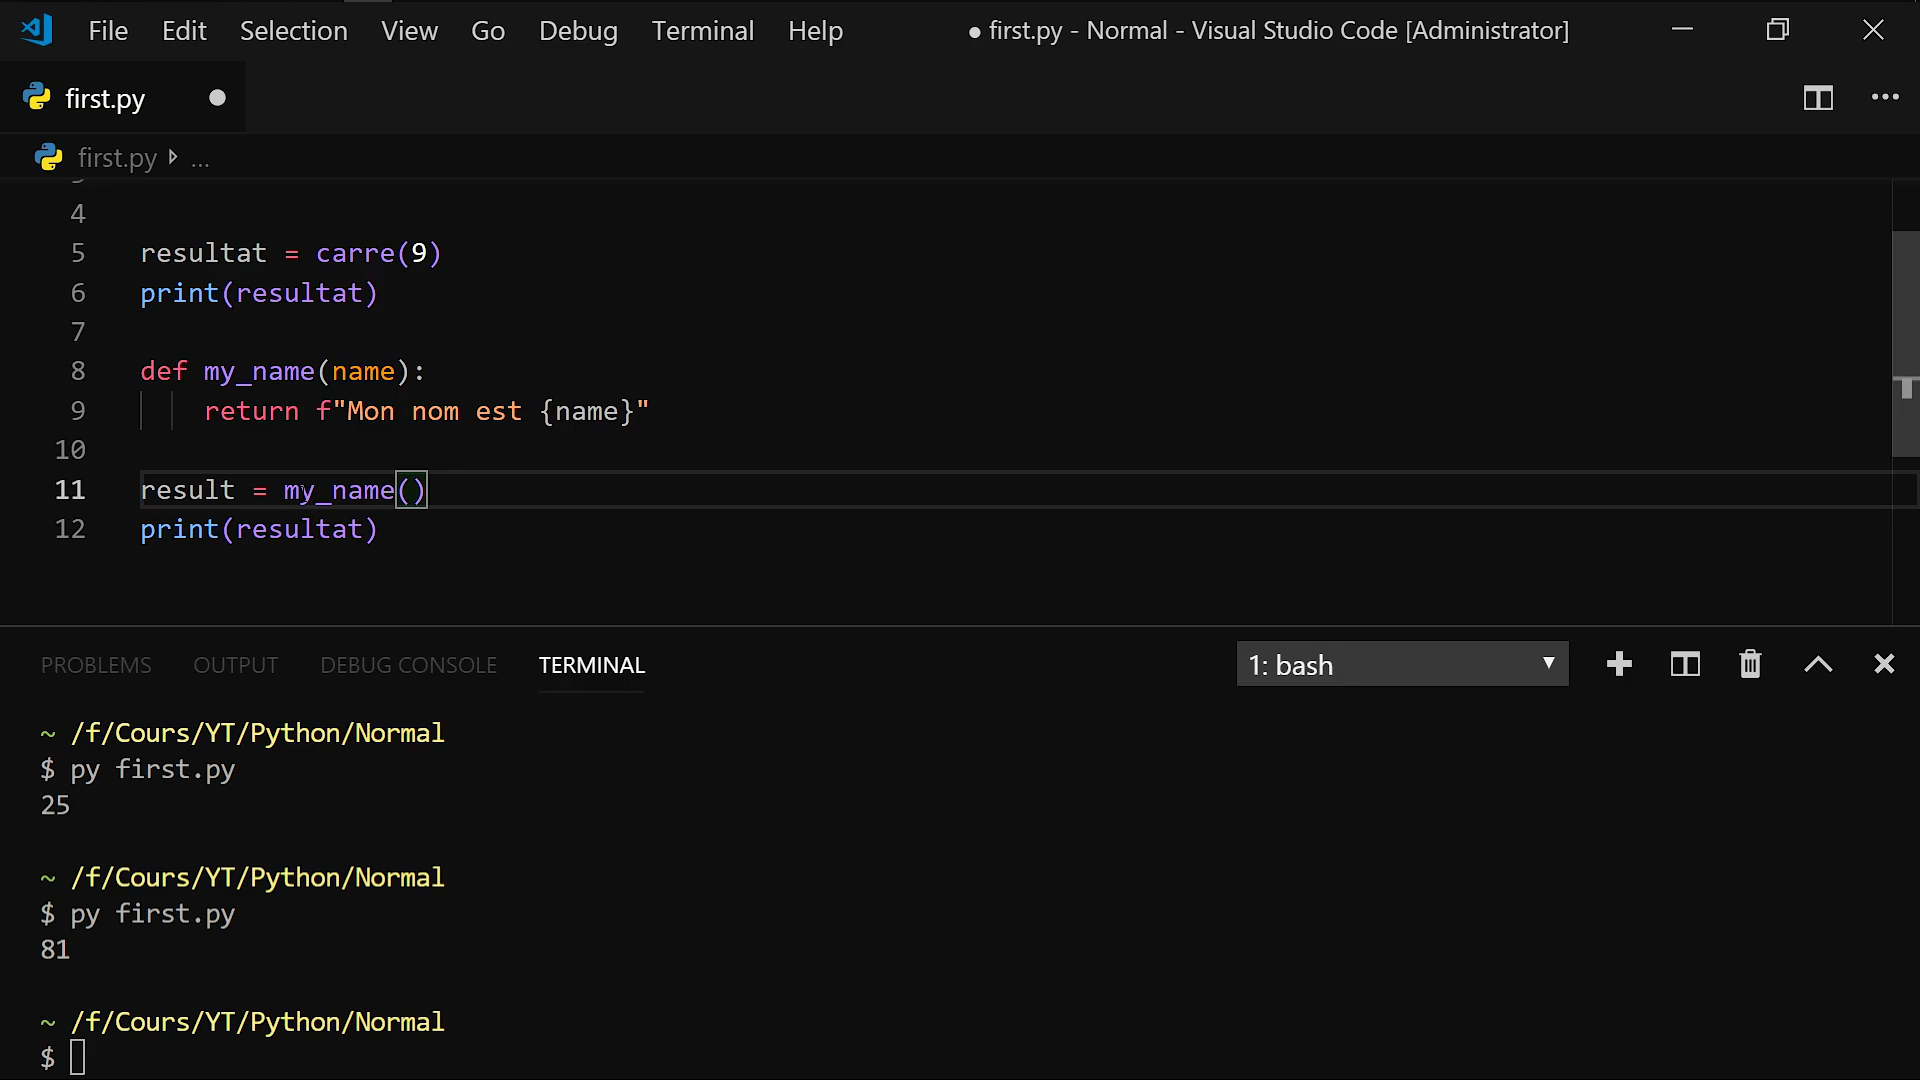 File Edit Selection View Go Debug Terminal Help ● first.py - Normal - Visual Studio Code [Administrator]
first.py
first.py ...
4
5 resultat = carre(9)
6 print(resultat)
7
8 def my_name(name):
9 return f"Mon nom est {name}"
10
11 result = my_name()
12 print(resultat)
PROBLEMS OUTPUT DEBUG CONSOLE TERMINAL 1: bash
~ /f/Cours/YT/Python/Normal
$ py first.py
25
~ /f/Cours/YT/Python/Normal
$ py first.py
81
~ /f/Cours/YT/Python/Normal
$